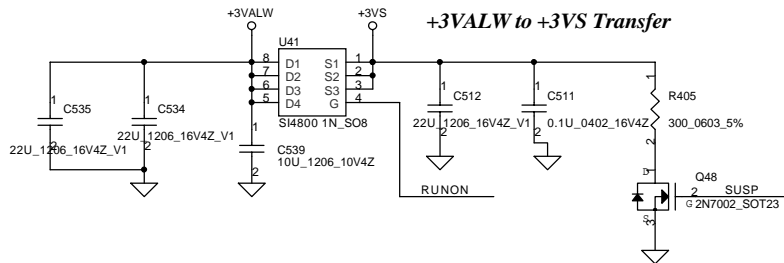 +3VALW to +3VS Transfer
+3VALW
+3VS
U41
8 D1 S1 1
7 D2 S2 2
6 D3 S3 3
5 D4 G 4
SI4800 1N_SO8
1
C535
22U_1206_16V4Z_V1
2
1
C534
22U_1206_16V4Z_V1
2
1
C539
10U_1206_10V4Z
2
RUNON
1
C512
22U_1206_16V4Z_V1
2
1
C511
0.1U_0402_16V4Z
2
1
R405
300_0603_5%
2
D
1
Q48
2
G
2N7002_SOT23
S
3
SUSP